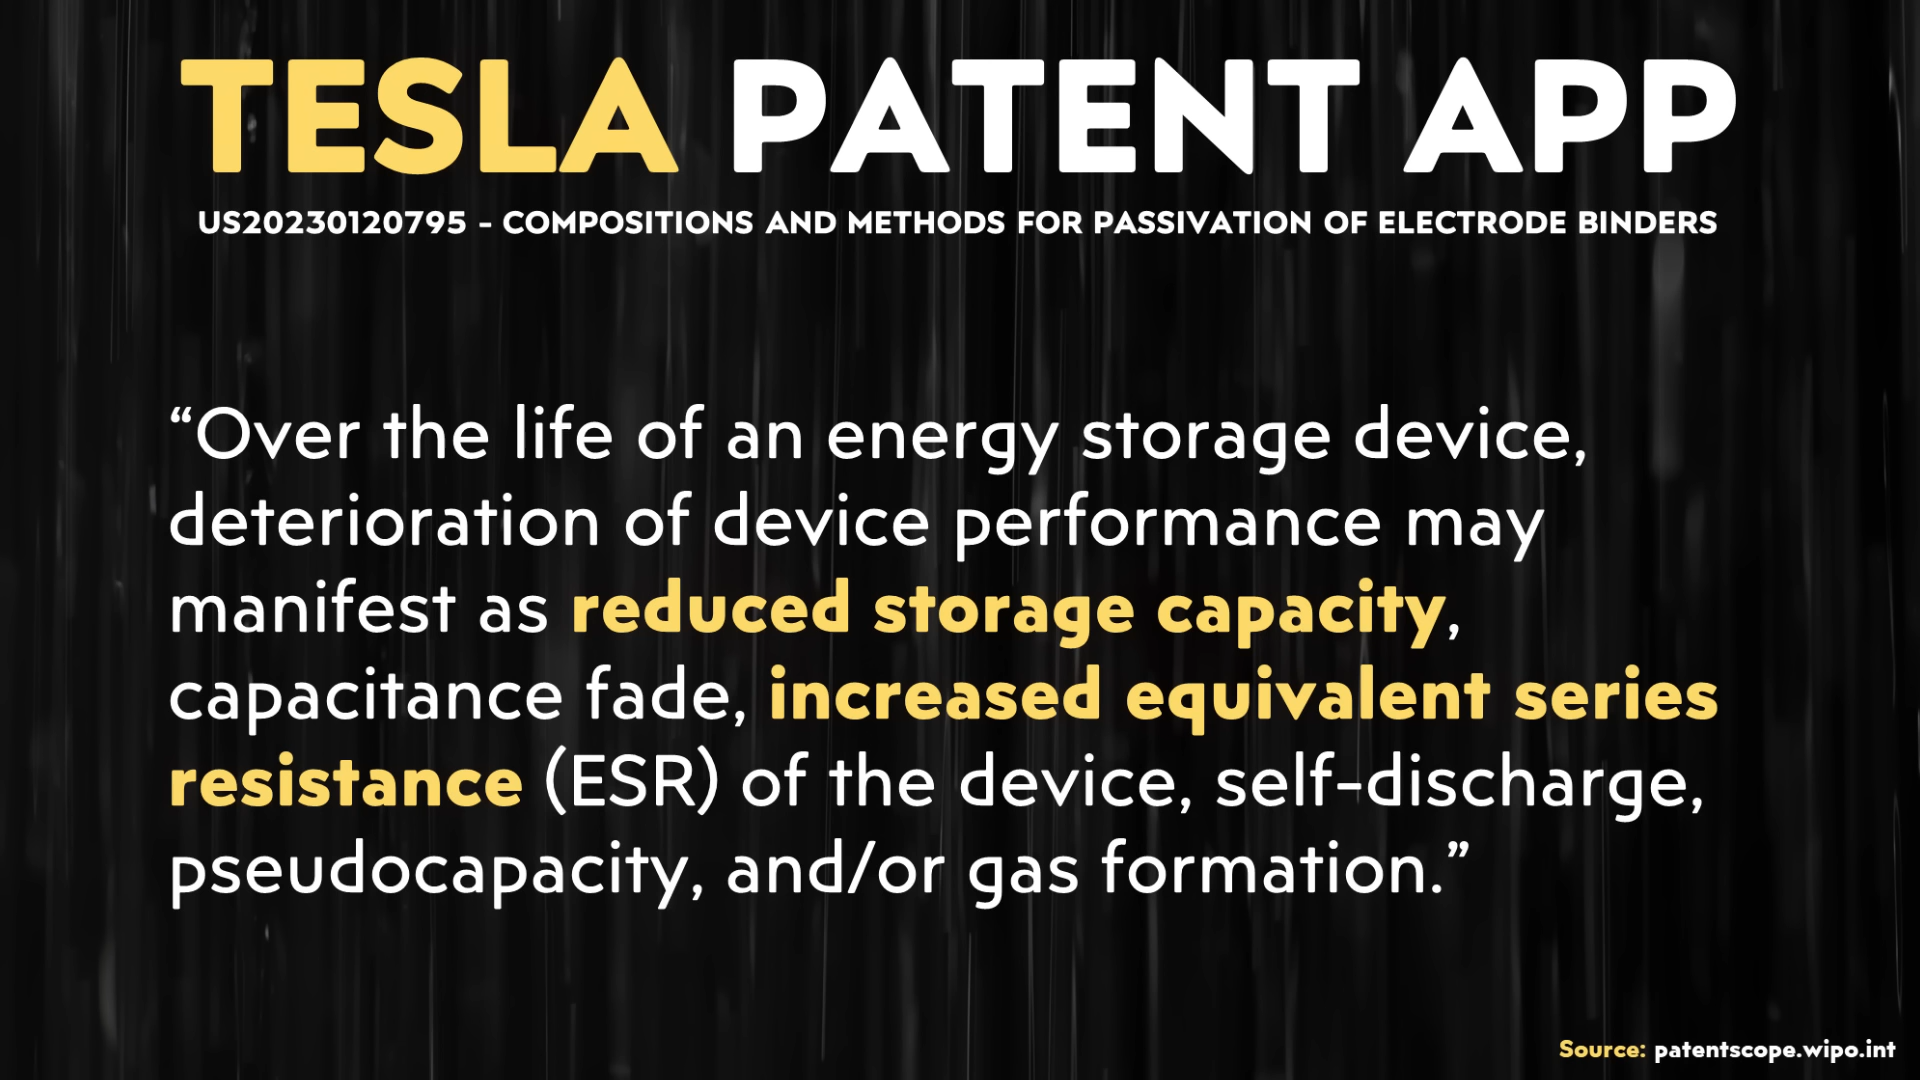 TESLA PATENT APP
US20230120795 - COMPOSITIONS AND METHODS FOR PASSIVATION OF ELECTRODE BINDERS
“Over the life of an energy storage device,
deterioration of device performance may
manifest as reduced storage capacity,
capacitance fade, increased equivalent series
resistance (ESR) of the device, self-discharge,
pseudocapacity, and/or gas formation.”
Source: patentscope.wipo.int